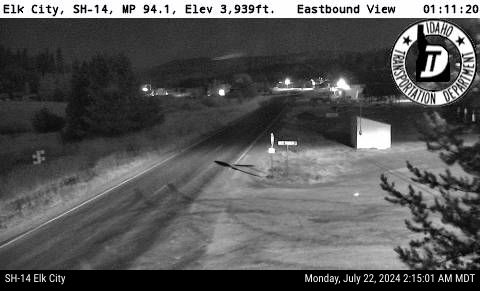 Elk City, SH-14, MP 94.1, Elev 3,939ft. Eastbound View 01:11:20
IDAHO
TRANSPORTATION DEPARTMENT
SH-14 Elk City Monday, July 22, 2024 2:15:01 AM MDT